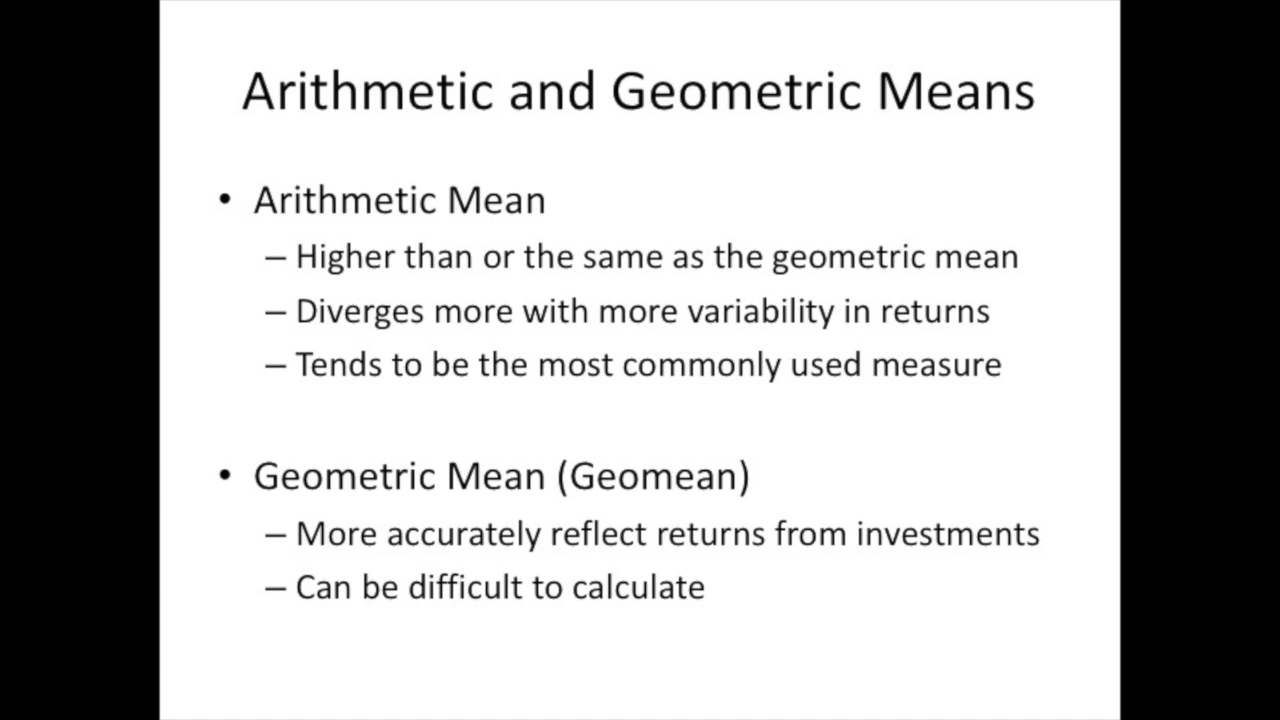 Arithmetic and Geometric Means
• Arithmetic Mean
– Higher than or the same as the geometric mean
– Diverges more with more variability in returns
– Tends to be the most commonly used measure
• Geometric Mean (Geomean)
– More accurately reflect returns from investments
– Can be difficult to calculate